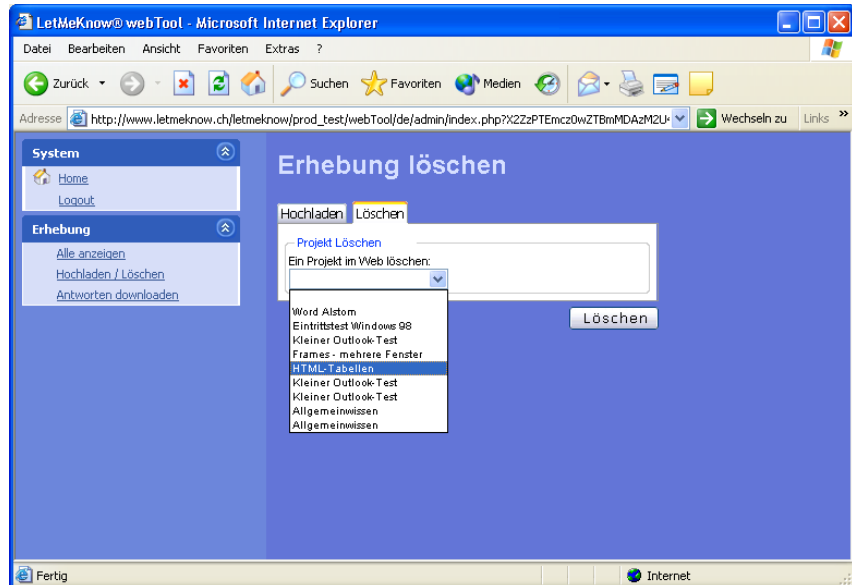 LetMeKnow® webTool - Microsoft Internet Explorer
Datei Bearbeiten Ansicht Favoriten Extras ?
Zurück Suchen Favoriten Medien
Adresse http://www.letmeknow.ch/letmeknow/prod_test/webTool/de/admin/index.php?X2ZzPTEmcz0wZTBmMDAzM2U Wechseln zu Links »
System
Home
Logout
Erhebung
Alle anzeigen
Hochladen / Löschen
Antworten downloaden
Erhebung löschen
Hochladen Löschen
Projekt Löschen
Ein Projekt im Web löschen:
Word Alstom
Eintrittstest Windows 98
Kleiner Outlook-Test
Frames - mehrere Fenster
HTML-Tabellen
Kleiner Outlook-Test
Kleiner Outlook-Test
Allgemeinwissen
Allgemeinwissen
Löschen
Fertig Internet